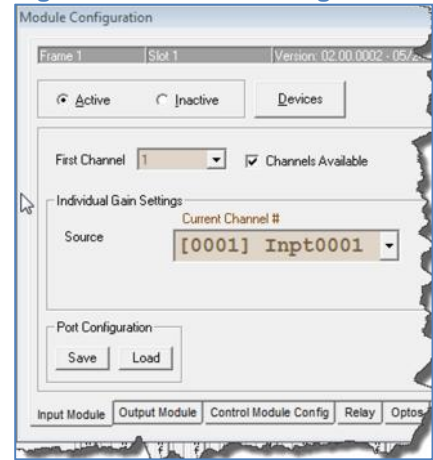 Module Configuration
Frame 1 Slot 1 Version: 02.00.0002 - 05/2
Active Inactive Devices
First Channel 1 Channels Available
Individual Gain Settings
Current Channel #
Source [0001] Inpt0001
Port Configuration
Save Load
Input Module Output Module Control Module Config Relay Optos